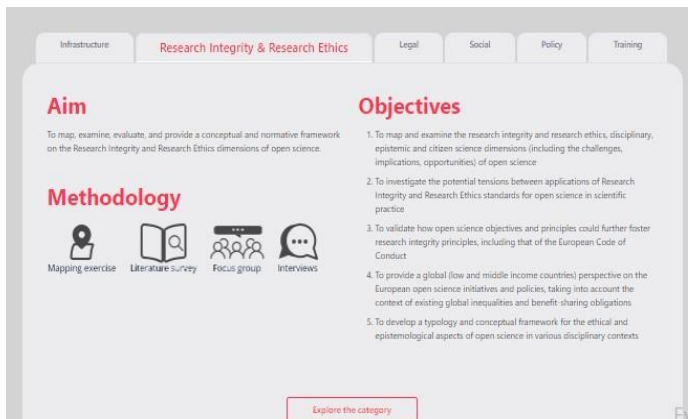 Infrastructure
Research Integrity & Research Ethics
Legal
Social
Policy
Training
Aim
To map, examine, evaluate, and provide a conceptual and normative framework
on the Research Integrity and Research Ethics dimensions of open science.
Methodology
Mapping exercise
Literature survey
Focus group
Interviews
Objectives
1. To map and examine the research integrity and research ethics, disciplinary,
epistemic and citizen science dimensions (including the challenges,
implications, opportunities) of open science
2. To investigate the potential tensions between applications of Research
Integrity and Research Ethics standards for open science in scientific
practice
3. To validate how open science objectives and principles could further foster
research integrity principles, including that of the European Code of
Conduct
4. To provide a global (low and middle income countries) perspective on the
European open science initiatives and policies, taking into account the
context of existing global inequalities and benefit-sharing obligations
5. To develop a typology and conceptual framework for the ethical and
epistemological aspects of open science in various disciplinary contexts
Explore the category